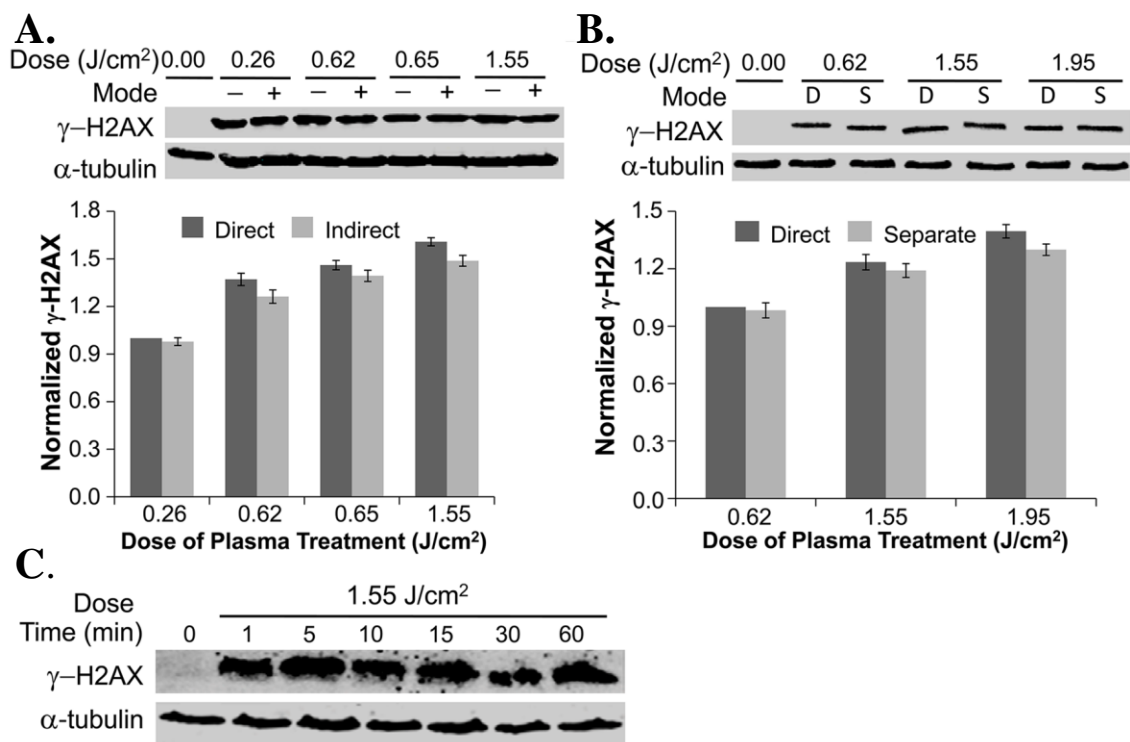 A.
Dose (J/cm²) 0.00 0.26 0.62 0.65 1.55
Mode – + – + – + – +
γ–H2AX
α-tubulin
1.8
1.5
1.2
0.9
0.6
0.3
0.0
Normalized γ-H2AX
Direct Indirect
0.26 0.62 0.65 1.55
Dose of Plasma Treatment (J/cm²)
B.
Dose (J/cm²) 0.00 0.62 1.55 1.95
Mode D S D S D S
γ–H2AX
α-tubulin
1.5
1.2
0.9
0.6
0.3
0.0
Normalized γ-H2AX
Direct Separate
0.62 1.55 1.95
Dose of Plasma Treatment (J/cm²)
C.
Dose 1.55 J/cm²
Time (min) 0 1 5 10 15 30 60
γ–H2AX
α-tubulin